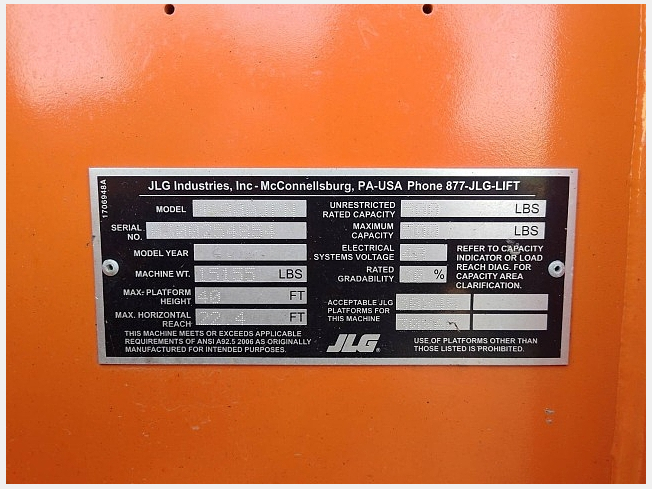 1706948A
JLG Industries, Inc - McConnellsburg, PA-USA Phone 877-JLG-LIFT
MODEL
SERIAL NO.
MODEL YEAR
MACHINE WT. 15155 LBS
MAX. PLATFORM HEIGHT 40 FT
MAX. HORIZONTAL REACH 22.4 FT
THIS MACHINE MEETS OR EXCEEDS APPLICABLE
REQUIREMENTS OF ANSI A92.5 2006 AS ORIGINALLY
MANUFACTURED FOR INTENDED PURPOSES.
UNRESTRICTED RATED CAPACITY LBS
MAXIMUM CAPACITY LBS
ELECTRICAL SYSTEMS VOLTAGE
RATED GRADABILITY %
REFER TO CAPACITY
INDICATOR OR LOAD
REACH DIAG. FOR
CAPACITY AREA
CLARIFICATION.
ACCEPTABLE JLG
PLATFORMS FOR
THIS MACHINE
JLG®
USE OF PLATFORMS OTHER THAN
THOSE LISTED IS PROHIBITED.